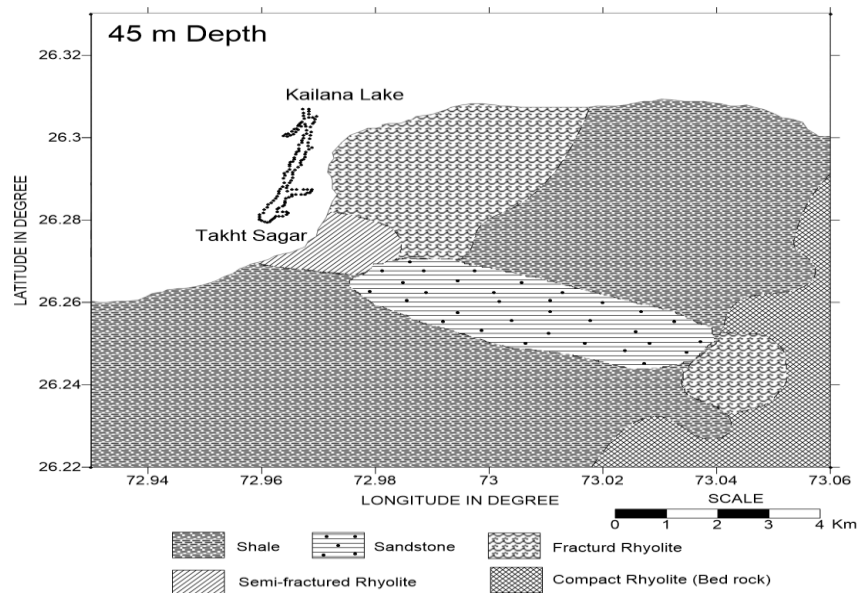 45 m Depth
26.32
Kailana Lake
26.3
26.28
Takht Sagar
26.26
26.24
26.22
LATITUDE IN DEGREE
72.94 72.96 72.98 73 73.02 73.04 73.06
LONGITUDE IN DEGREE
SCALE
0 1 2 3 4 Km
Shale Sandstone Fracturd Rhyolite
Semi-fractured Rhyolite Compact Rhyolite (Bed rock)